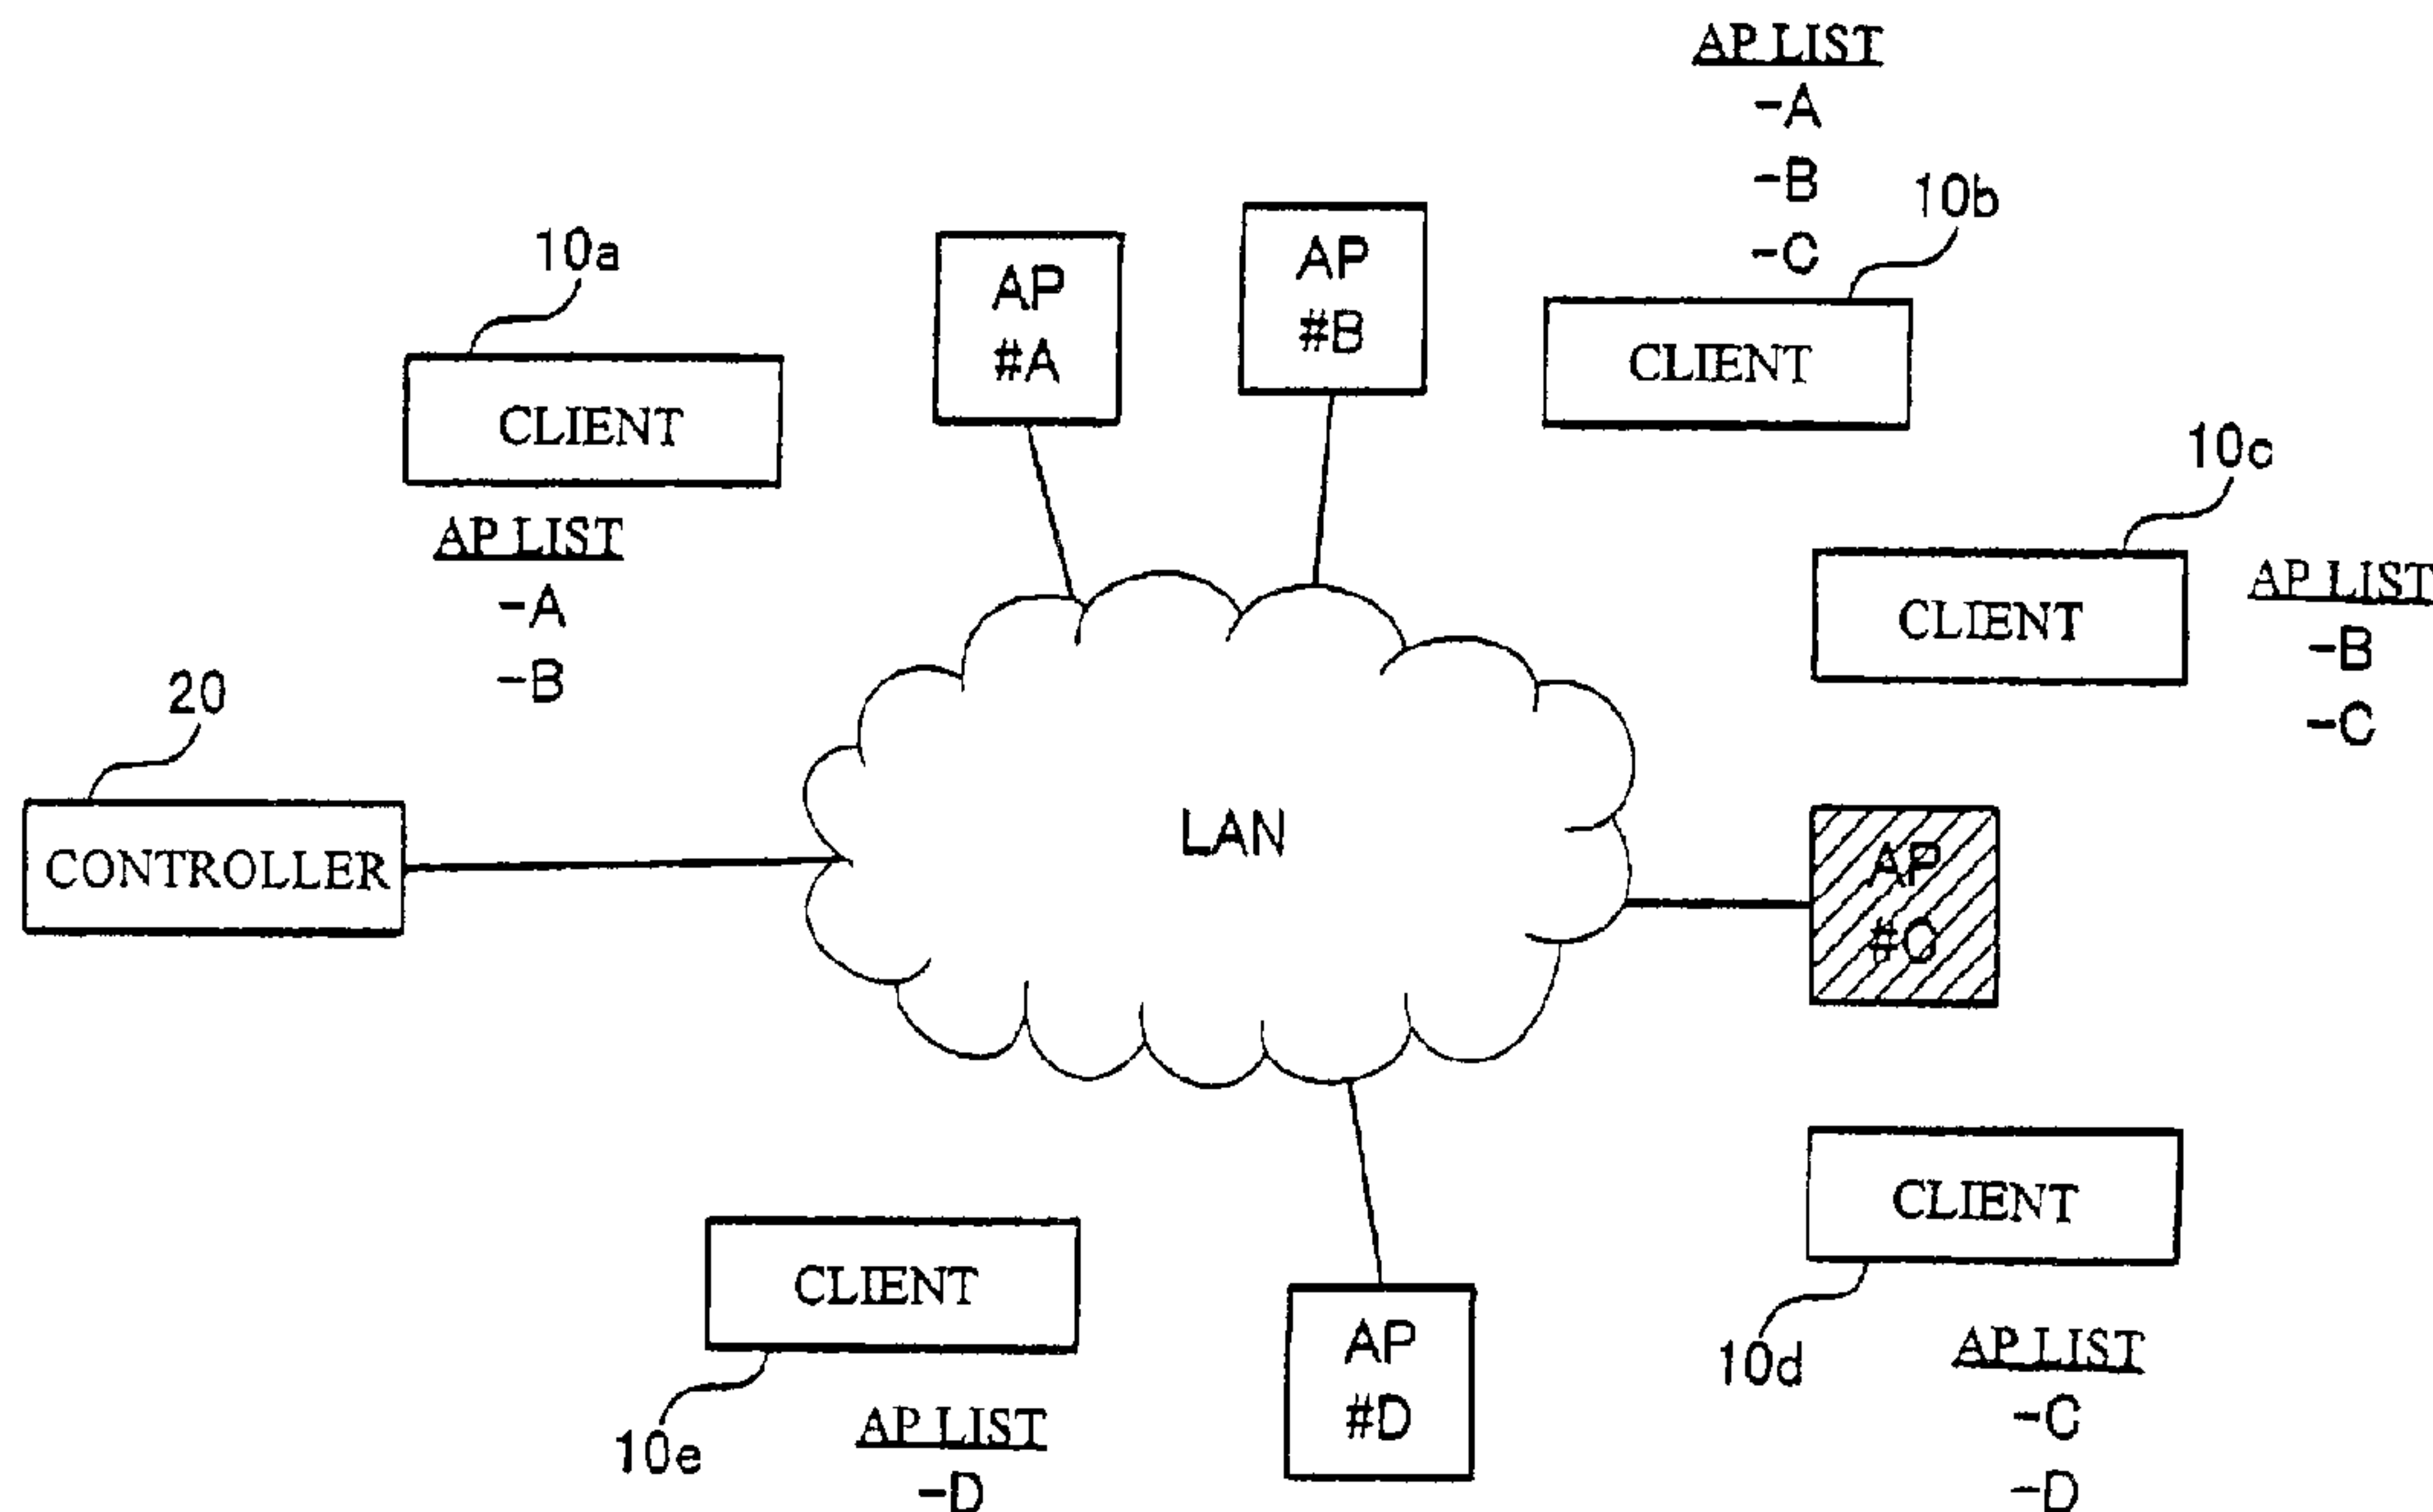 AP LIST
-A
-B
-C
10b
10a
AP
#A
AP
#B
CLIENT
CLIENT
10c
AP LIST
-A
-B
CLIENT
AP LIST
-B
-C
20
CONTROLLER
LAN
AP
#C
CLIENT
10d
AP LIST
-C
-D
CLIENT
10e
AP LIST
-D
AP
#D